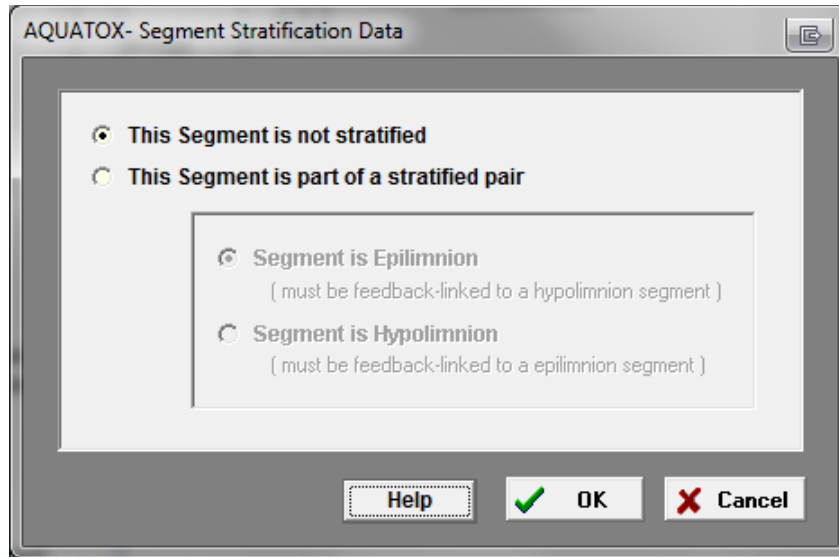 AQUATOX- Segment Stratification Data
This Segment is not stratified
This Segment is part of a stratified pair
Segment is Epilimnion
( must be feedback-linked to a hypolimnion segment )
Segment is Hypolimnion
( must be feedback-linked to a epilimnion segment )
Help
OK
Cancel